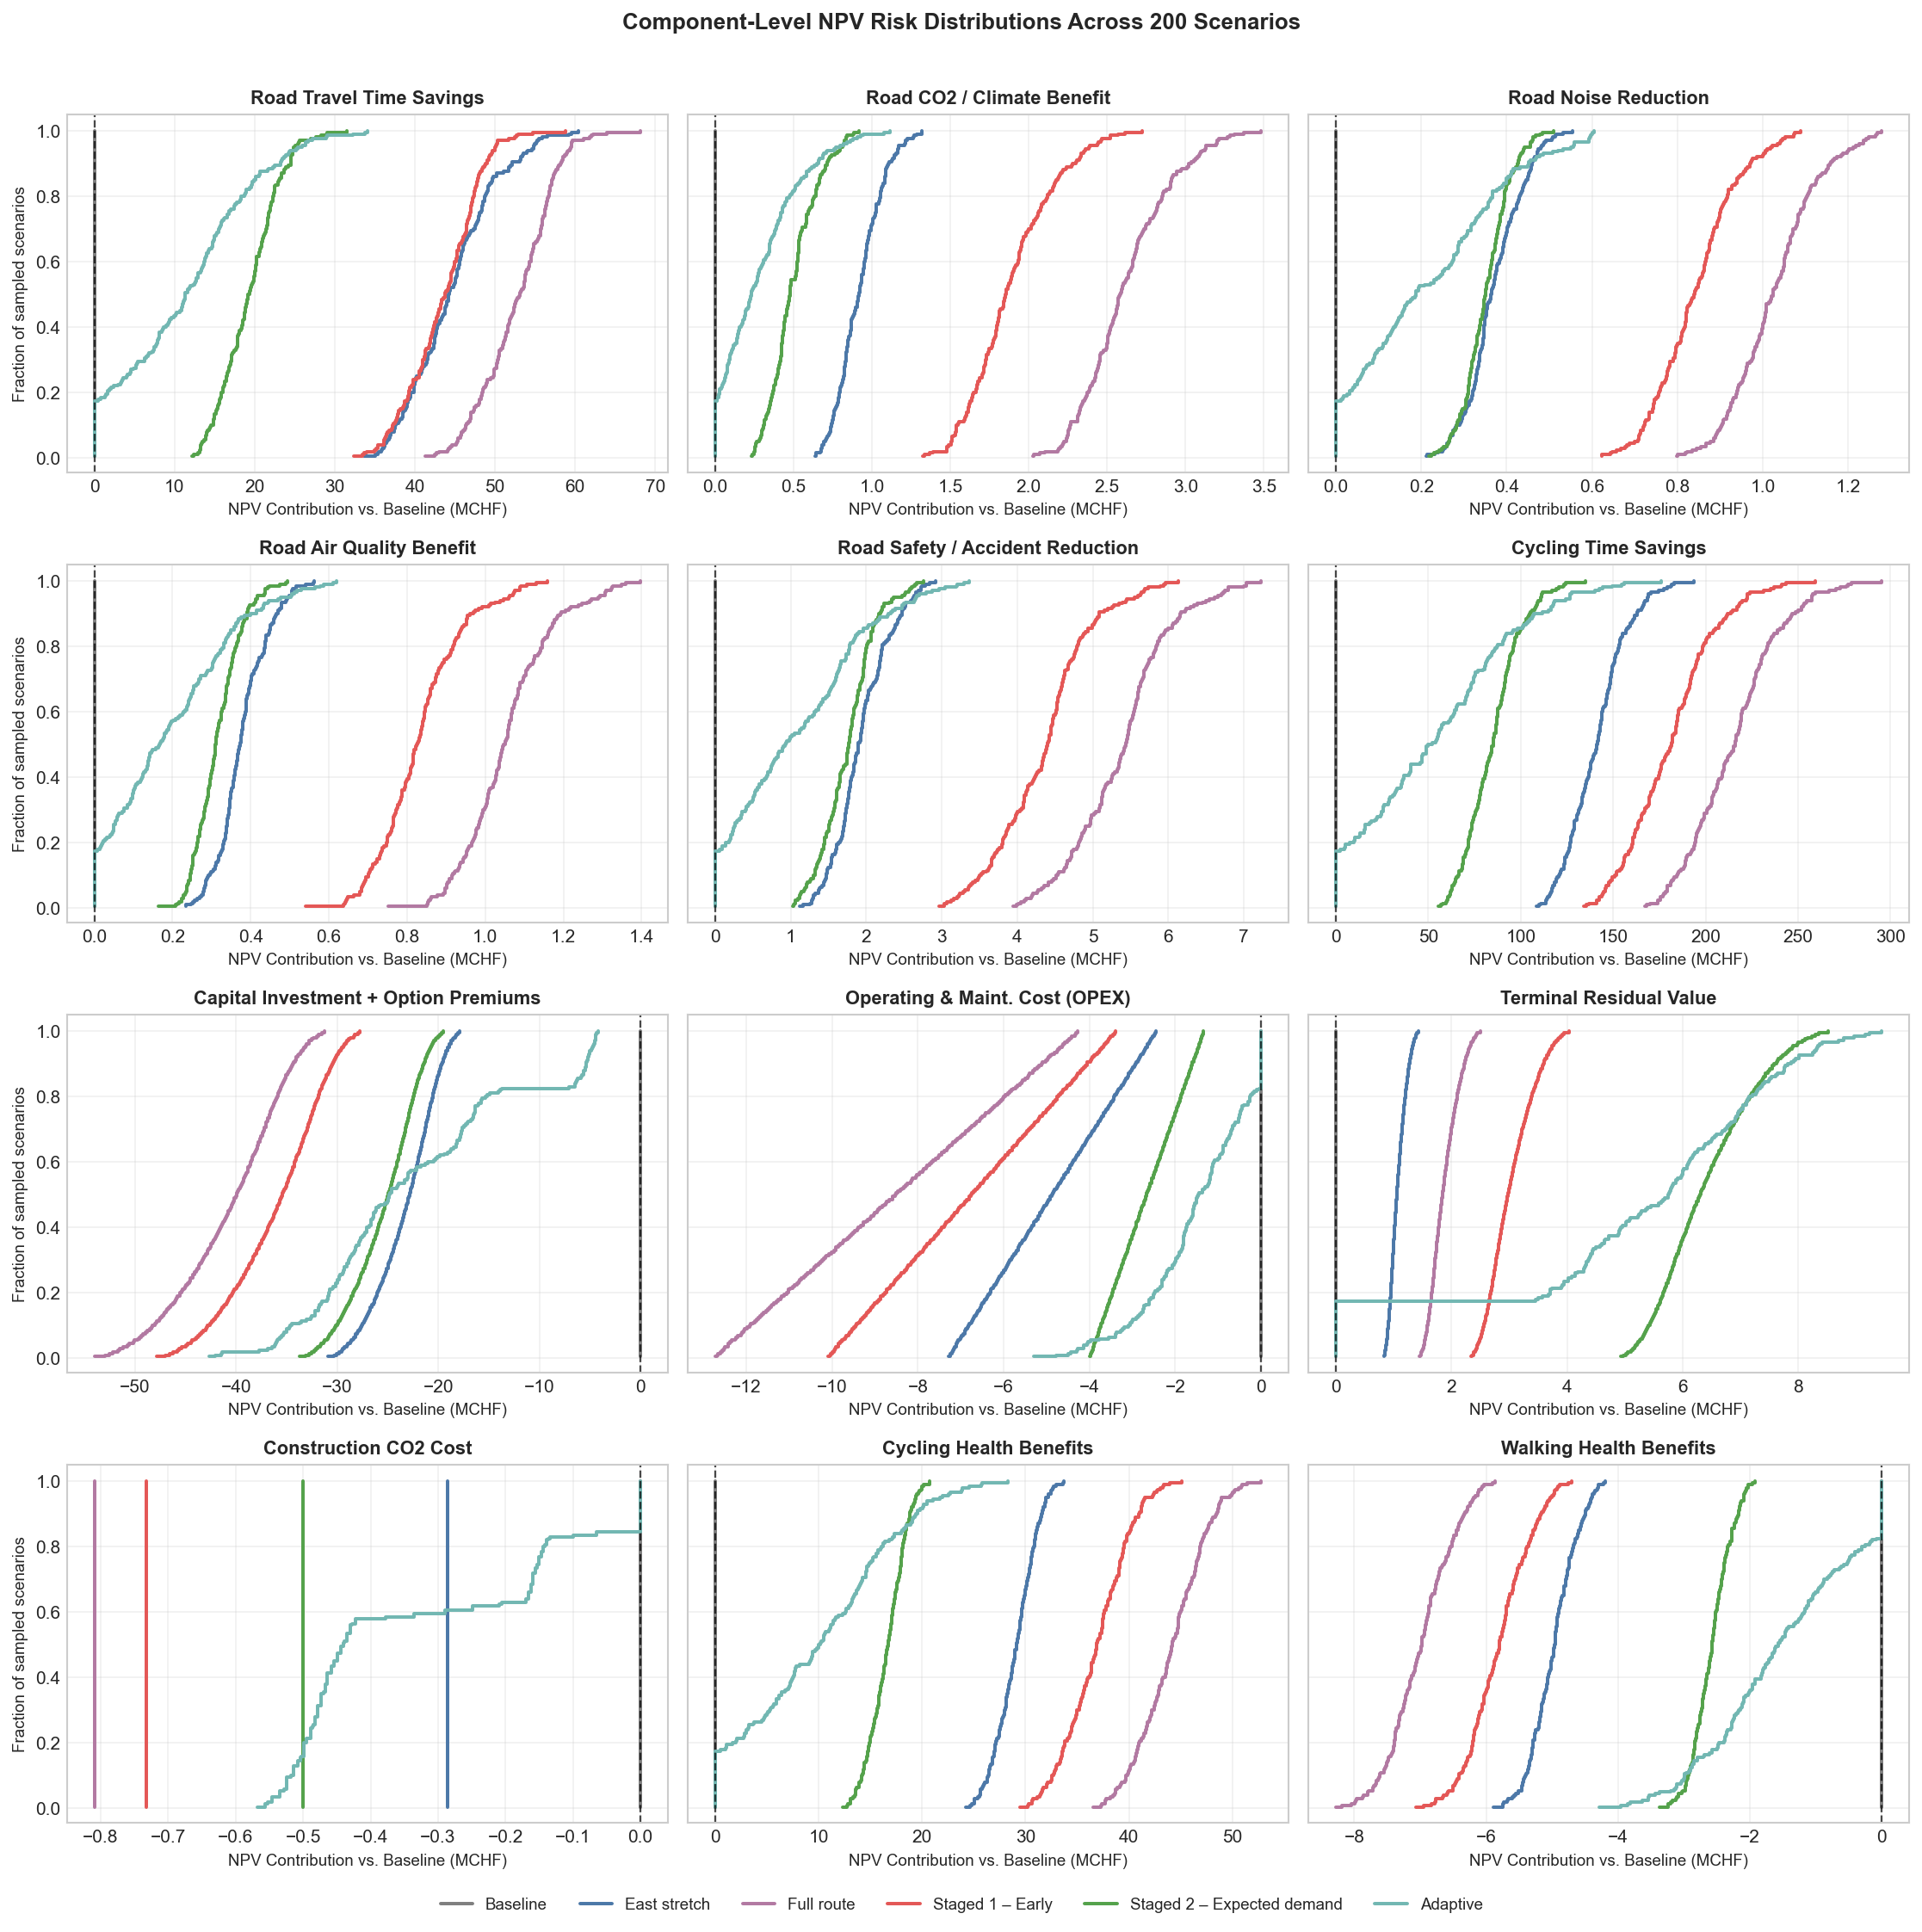 Component-Level NPV Risk Distributions Across 200 Scenarios
Road Travel Time Savings
Road CO2 / Climate Benefit
Road Noise Reduction
Fraction of sampled scenarios
1.0
0.8
0.6
0.4
0.2
0.0
0 10 20 30 40 50 60 70
0.0 0.5 1.0 1.5 2.0 2.5 3.0 3.5
0.0 0.2 0.4 0.6 0.8 1.0 1.2
NPV Contribution vs. Baseline (MCHF)
NPV Contribution vs. Baseline (MCHF)
NPV Contribution vs. Baseline (MCHF)
Road Air Quality Benefit
Road Safety / Accident Reduction
Cycling Time Savings
Fraction of sampled scenarios
1.0
0.8
0.6
0.4
0.2
0.0
0.0 0.2 0.4 0.6 0.8 1.0 1.2 1.4
0 1 2 3 4 5 6 7
0 50 100 150 200 250 300
NPV Contribution vs. Baseline (MCHF)
NPV Contribution vs. Baseline (MCHF)
NPV Contribution vs. Baseline (MCHF)
Capital Investment + Option Premiums
Operating & Maint. Cost (OPEX)
Terminal Residual Value
Fraction of sampled scenarios
1.0
0.8
0.6
0.4
0.2
0.0
−50 −40 −30 −20 −10 0
−12 −10 −8 −6 −4 −2 0
0 2 4 6 8
NPV Contribution vs. Baseline (MCHF)
NPV Contribution vs. Baseline (MCHF)
NPV Contribution vs. Baseline (MCHF)
Construction CO2 Cost
Cycling Health Benefits
Walking Health Benefits
Fraction of sampled scenarios
1.0
0.8
0.6
0.4
0.2
0.0
−0.8 −0.7 −0.6 −0.5 −0.4 −0.3 −0.2 −0.1 0.0
0 10 20 30 40 50
−8 −6 −4 −2 0
NPV Contribution vs. Baseline (MCHF)
NPV Contribution vs. Baseline (MCHF)
NPV Contribution vs. Baseline (MCHF)
Baseline East stretch Full route Staged 1 – Early Staged 2 – Expected demand Adaptive